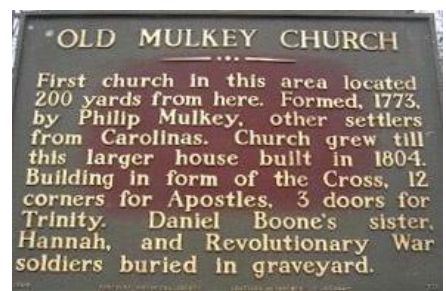 OLD MULKEY CHURCH
First church in this area located
200 yards from here. Formed, 1773,
by Philip Mulkey, other settlers
from Carolinas. Church grew till
this larger house built in 1804.
Building in form of the Cross, 12
corners for Apostles, 3 doors for
Trinity. Daniel Boone's sister,
Hannah, and Revolutionary War
soldiers buried in graveyard.